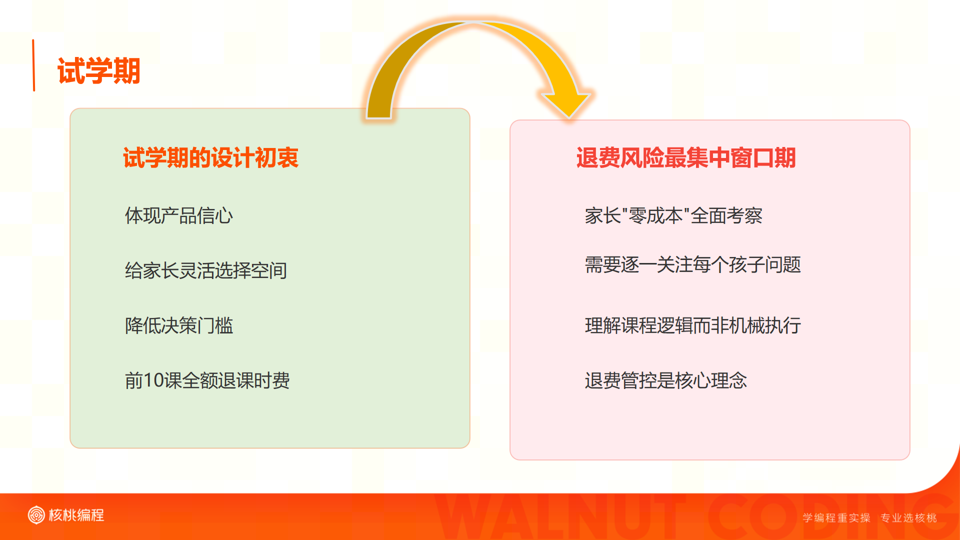 试学期
试学期的设计初衷
体现产品信心
给家长灵活选择空间
降低决策门槛
前10课全额退课时费
退费风险最集中窗口期
家长"零成本"全面考察
需要逐一关注每个孩子问题
理解课程逻辑而非机械执行
退费管控是核心理念
核桃编程
WALNUT CODING
学编程重实操 专业选核桃